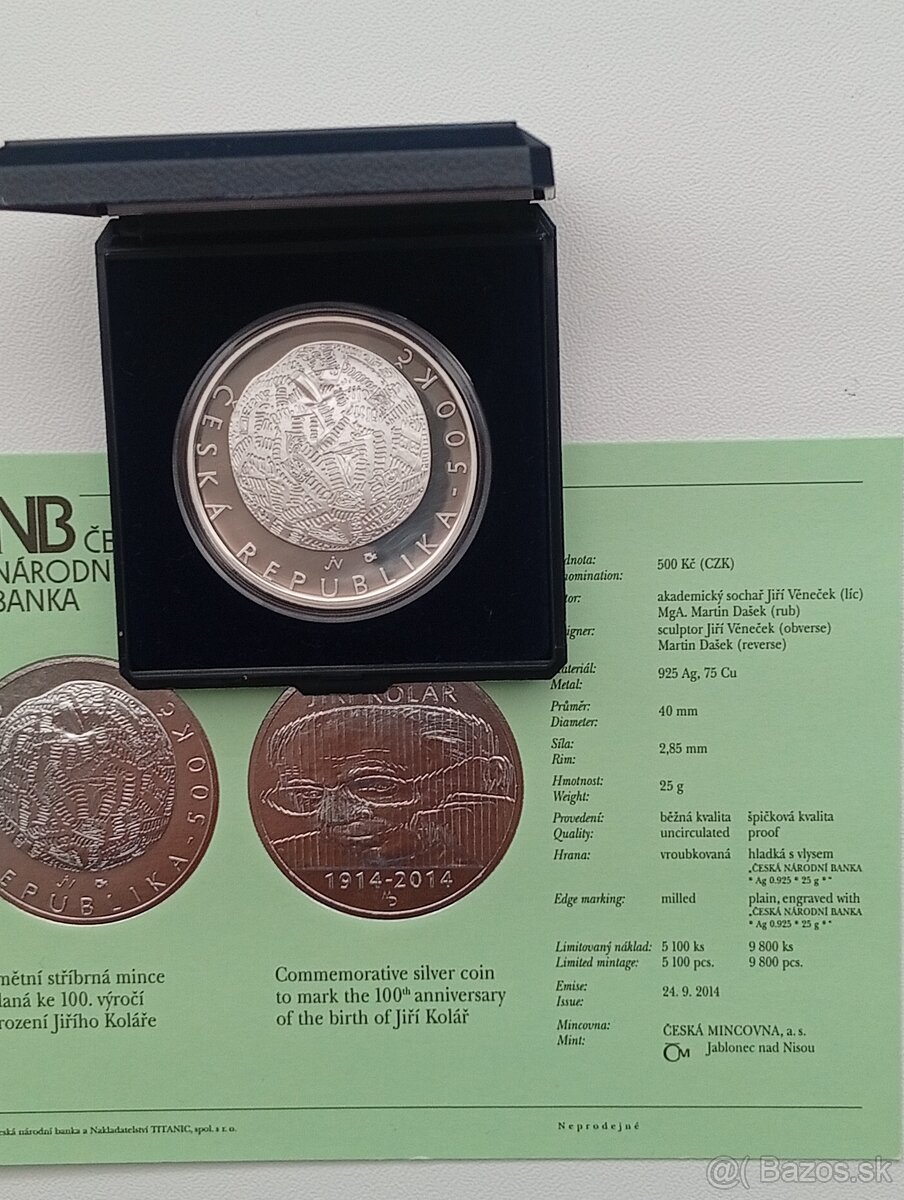 ČESKÁ REPUBLIKA - 500 KČ
NB ČE
NÁRODN
BANKA
EPUBLIKA-500 KČ
JIŘÍ KOLÁŘ
1914-2014
mětní stříbrná mince
daná ke 100. výročí
rození Jiřího Koláře
Commemorative silver coin
to mark the 100th anniversary
of the birth of Jiří Kolář
dnota: 500 Kč (CZK)
nomination:
tor: akademický sochař Jiří Věneček (líc)
MgA. Martin Dašek (rub)
igner: sculptor Jiří Věneček (obverse)
Martin Dašek (reverse)
ateriál: 925 Ag, 75 Cu
Metal:
Průměr: 40 mm
Diameter:
Síla: 2,85 mm
Rim:
Hmotnost: 25 g
Weight:
Provedení: běžná kvalita špičková kvalita
Quality: uncirculated proof
Hrana: vroubkovaná hladká s vlysem
„ČESKÁ NÁRODNÍ BANKA
* Ag 0.925 * 25 g *“
Edge marking: milled plain, engraved with
„ČESKÁ NÁRODNÍ BANKA
* Ag 0.925 * 25 g *“
Limitovaný náklad: 5 100 ks 9 800 ks
Limited mintage: 5 100 pcs. 9 800 pcs.
Emise: 24. 9. 2014
Issue:
Mincovna: ČESKÁ MINCOVNA, a. s.
Mint: ČM Jablonec nad Nisou
eská národní banka a Nakladatelství TITANIC, spol. s r. o.
Neprodejné
@( Bazos.sk